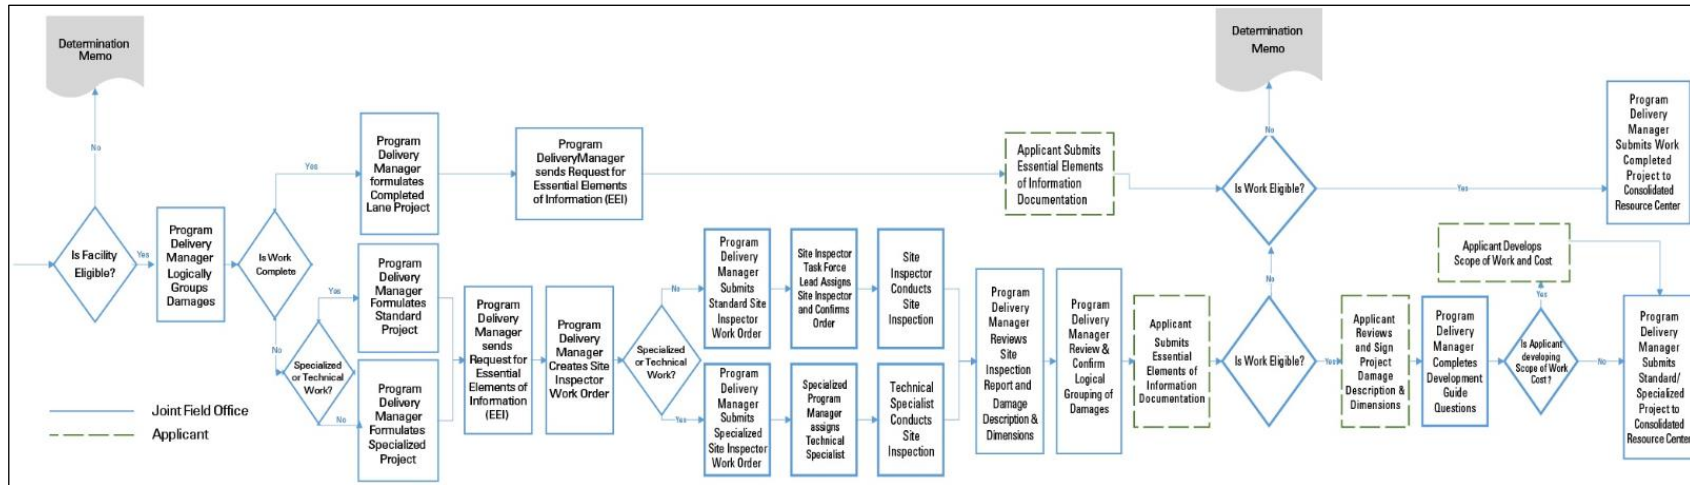 Determination
Memo
No
Is Facility
Eligible?
Yes
Program
Delivery
Manager
Logically
Groups
Damages
Is Work
Complete
Yes
No
Program
Delivery
Manager
formulates
Completed
Lane Project
Program
DeliveryManager
sends Request for
Essential Elements
of Information (EEI)
Applicant Submits
Essential Elements
of Information
Documentation
Is Work Eligible?
No
Determination
Memo
Yes
Program
Delivery
Manager
Submits Work
Completed
Project to
Consolidated
Resource Center
Specialized
or Technical
Work?
Yes
No
Program
Delivery
Manager
Formulates
Standard
Project
Program
Delivery
Manager
Formulates
Specialized
Project
Program
Delivery
Manager
sends
Request for
Essential
Elements of
Information
(EEI)
Program
Delivery
Manager
Creates Site
Inspector
Work Order
Specialized or
Technical
Work?
No
Yes
Program
Delivery
Manager
Submits
Standard Site
Inspector
Work Order
Site Inspector
Task Force
Lead Assigns
Site Inspector
and Confirms
Order
Site
Inspector
Conducts
Site
Inspection
Program
Delivery
Manager
Submits
Specialized
Site Inspector
Work Order
Specialized
Program
Manager
assigns
Technical
Specialist
Technical
Specialist
Conducts
Site
Inspection
Program
Delivery
Manager
Reviews
Site
Inspection
Report and
Damage
Description &
Dimensions
Program
Delivery
Manager
Review &
Confirm
Logical
Grouping of
Damages
Applicant
Submits
Essential
Elements of
Information
Documentation
Is Work Eligible?
No
Yes
Applicant
Reviews
and Sign
Project
Damage
Description &
Dimensions
Program
Delivery
Manager
Completes
Development
Guide
Questions
Is Applicant
developing
Scope of Work
Cost?
Yes
No
Applicant Develops
Scope of Work and Cost
Program
Delivery
Manager
Submits
Standard/
Specialized
Project to
Consolidated
Resource Center
Joint Field Office
Applicant